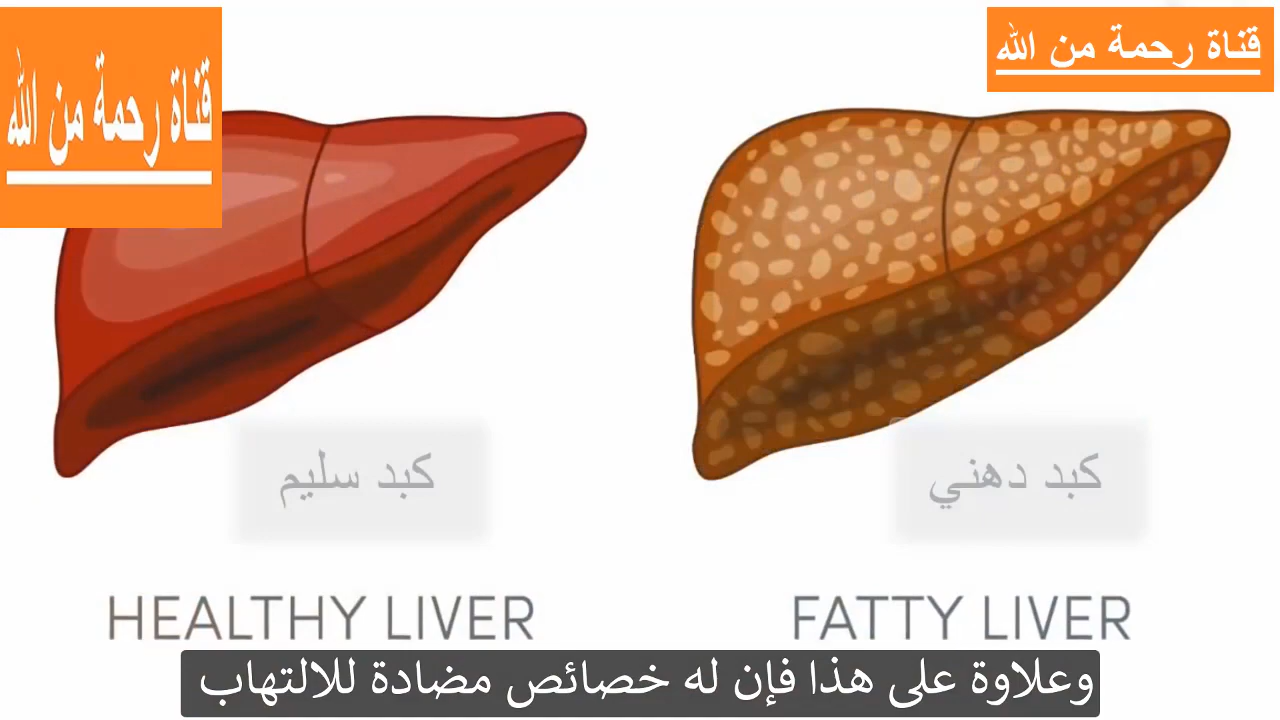 قناة رحمة من الله
قناة رحمة من الله
كبد سليم
كبد دهني
HEALTHY LIVER
FATTY LIVER
وعلاوة على هذا فإن له خصائص مضادة للالتهاب